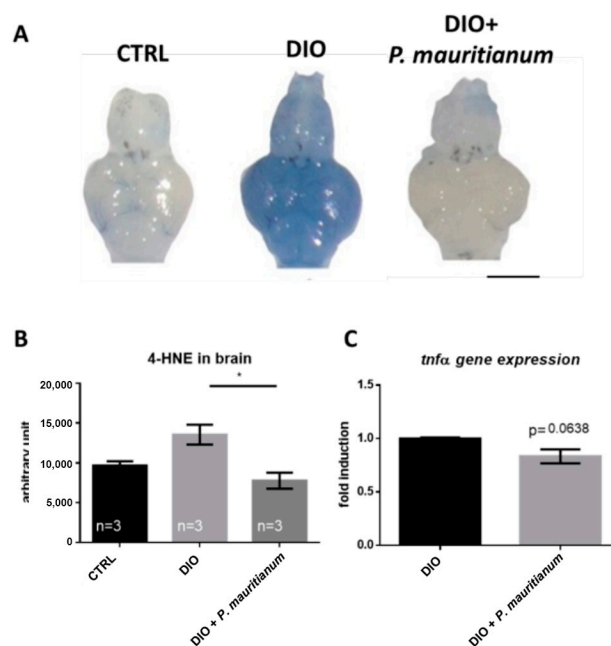 A
CTRL
DIO
DIO+
P. mauritianum
B
4-HNE in brain
*
20,000
15,000
10,000
5,000
0
arbitrary unit
n=3
n=3
n=3
CTRL
DIO
DIO + P. mauritianum
C
tnfα gene expression
p=0.0638
1.5
1.0
0.5
0.0
fold induction
DIO
DIO + P. mauritianum